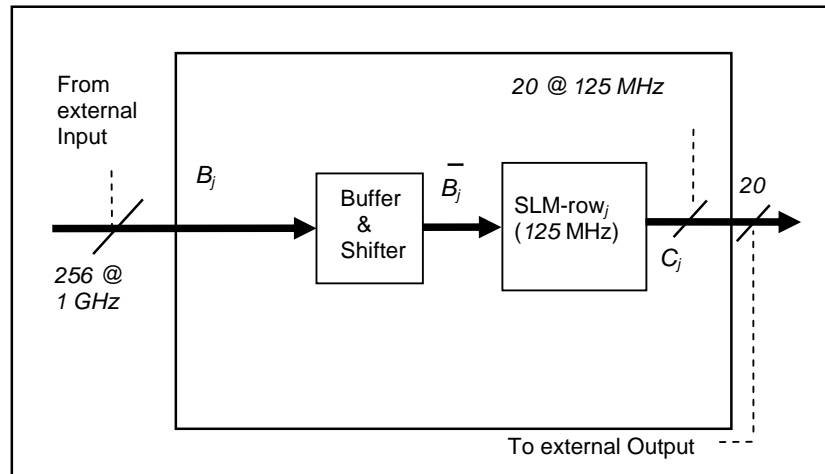 From
external
Input
20 @ 125 MHz
B_j
B̅_j
20
Buffer
&
Shifter
SLM-row_j
(125 MHz)
C_j
256 @
1 GHz
To external Output